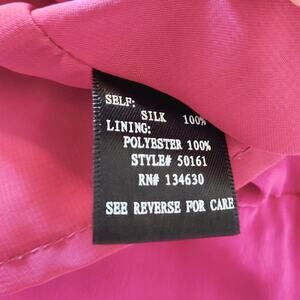 SELF:
SILK 100%
LINING:
POLYESTER 100%
STYLE# 50161
RN# 134630
SEE REVERSE FOR CARE